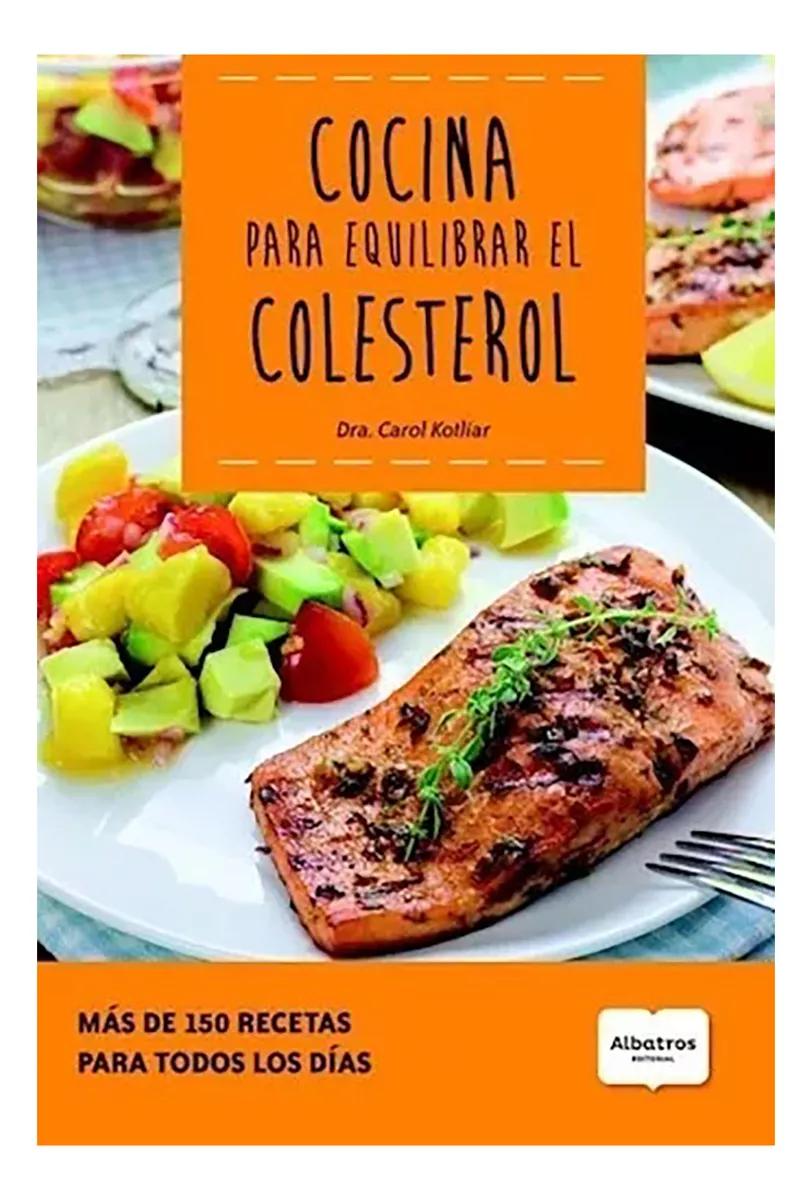 COCINA
PARA EQUILIBRAR EL
COLESTEROL
Dra. Carol Kotliar
MÁS DE 150 RECETAS
PARA TODOS LOS DÍAS
Albatros
EDITORIAL